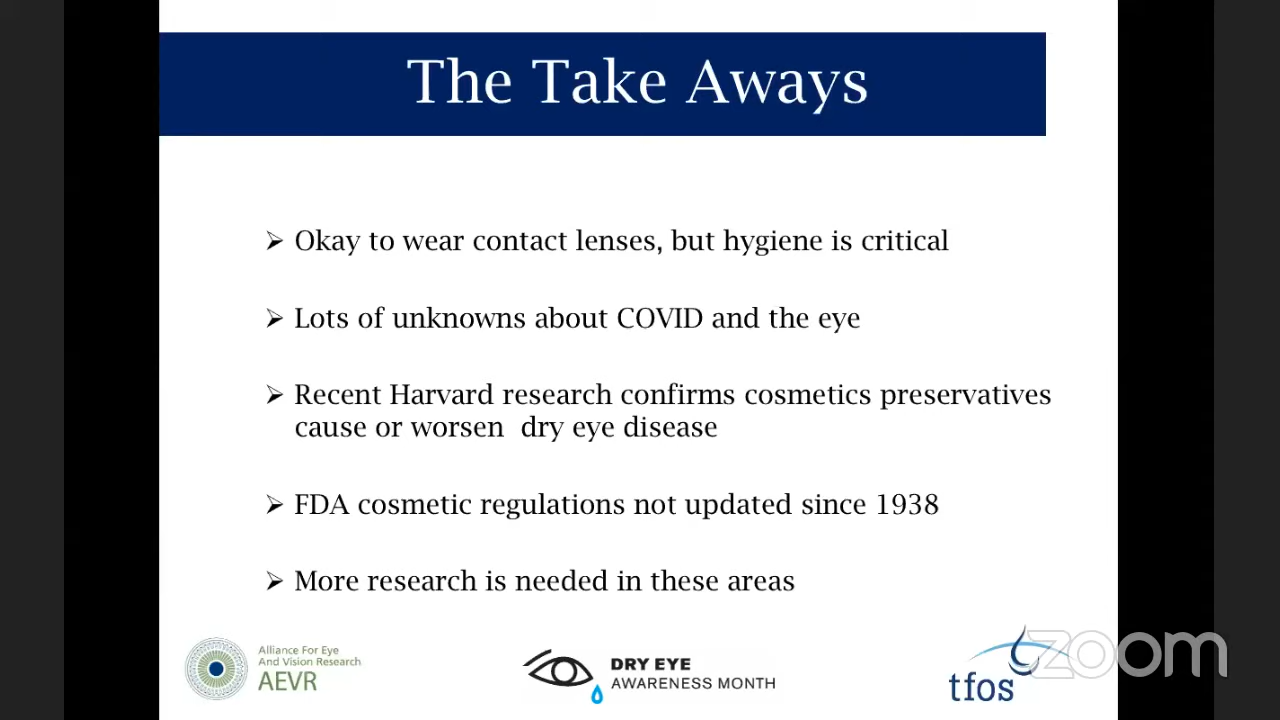 The Take Aways
➢ Okay to wear contact lenses, but hygiene is critical
➢ Lots of unknowns about COVID and the eye
➢ Recent Harvard research confirms cosmetics preservatives
cause or worsen  dry eye disease
➢ FDA cosmetic regulations not updated since 1938
➢ More research is needed in these areas
Alliance For Eye
And Vision Research
AEVR
DRY EYE
AWARENESS MONTH
tfos
zoom